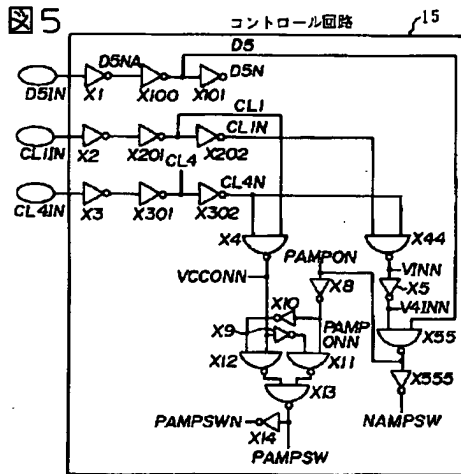 図5
コントロール回路
15
D5
D5NA
D5N
D5IN
X1
X100
X101
CL1
CL1N
CL1IN
X2
X201
X202
CL4
CL4N
CL4IN
X3
X301
X302
X4
X44
PAMPON
VINN
VCCONN
X8
X5
X10
V4INN
X9
PAMP
ONN
X55
X12
X11
X13
X555
PAMPSWN
X14
NAMPSW
PAMPSW